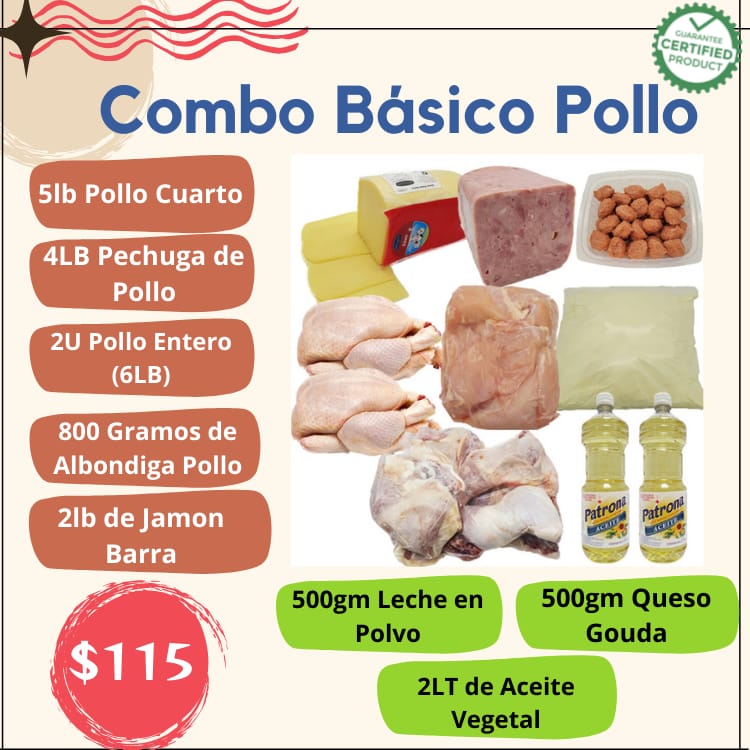 GUARANTEE
CERTIFIED
PRODUCT
Combo Básico Pollo
5lb Pollo Cuarto
4LB Pechuga de
Pollo
2U Pollo Entero
(6LB)
800 Gramos de
Albondiga Pollo
2lb de Jamon
Barra
Patrona
ACEITE
Patrona
ACEITE
$115
500gm Leche en
Polvo
500gm Queso
Gouda
2LT de Aceite
Vegetal